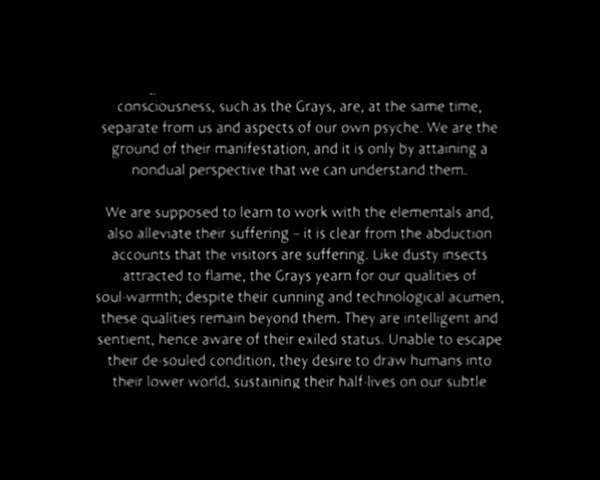 consciousness, such as the Grays, are, at the same time,
separate from us and aspects of our own psyche. We are the
ground of their manifestation, and it is only by attaining a
nondual perspective that we can understand them.
We are supposed to learn to work with the elementals and,
also alleviate their suffering – it is clear from the abduction
accounts that the visitors are suffering. Like dusty insects
attracted to flame, the Grays yearn for our qualities of
soul-warmth; despite their cunning and technological acumen,
these qualities remain beyond them. They are intelligent and
sentient, hence aware of their exiled status. Unable to escape
their de-souled condition, they desire to draw humans into
their lower world, sustaining their half-lives on our subtle